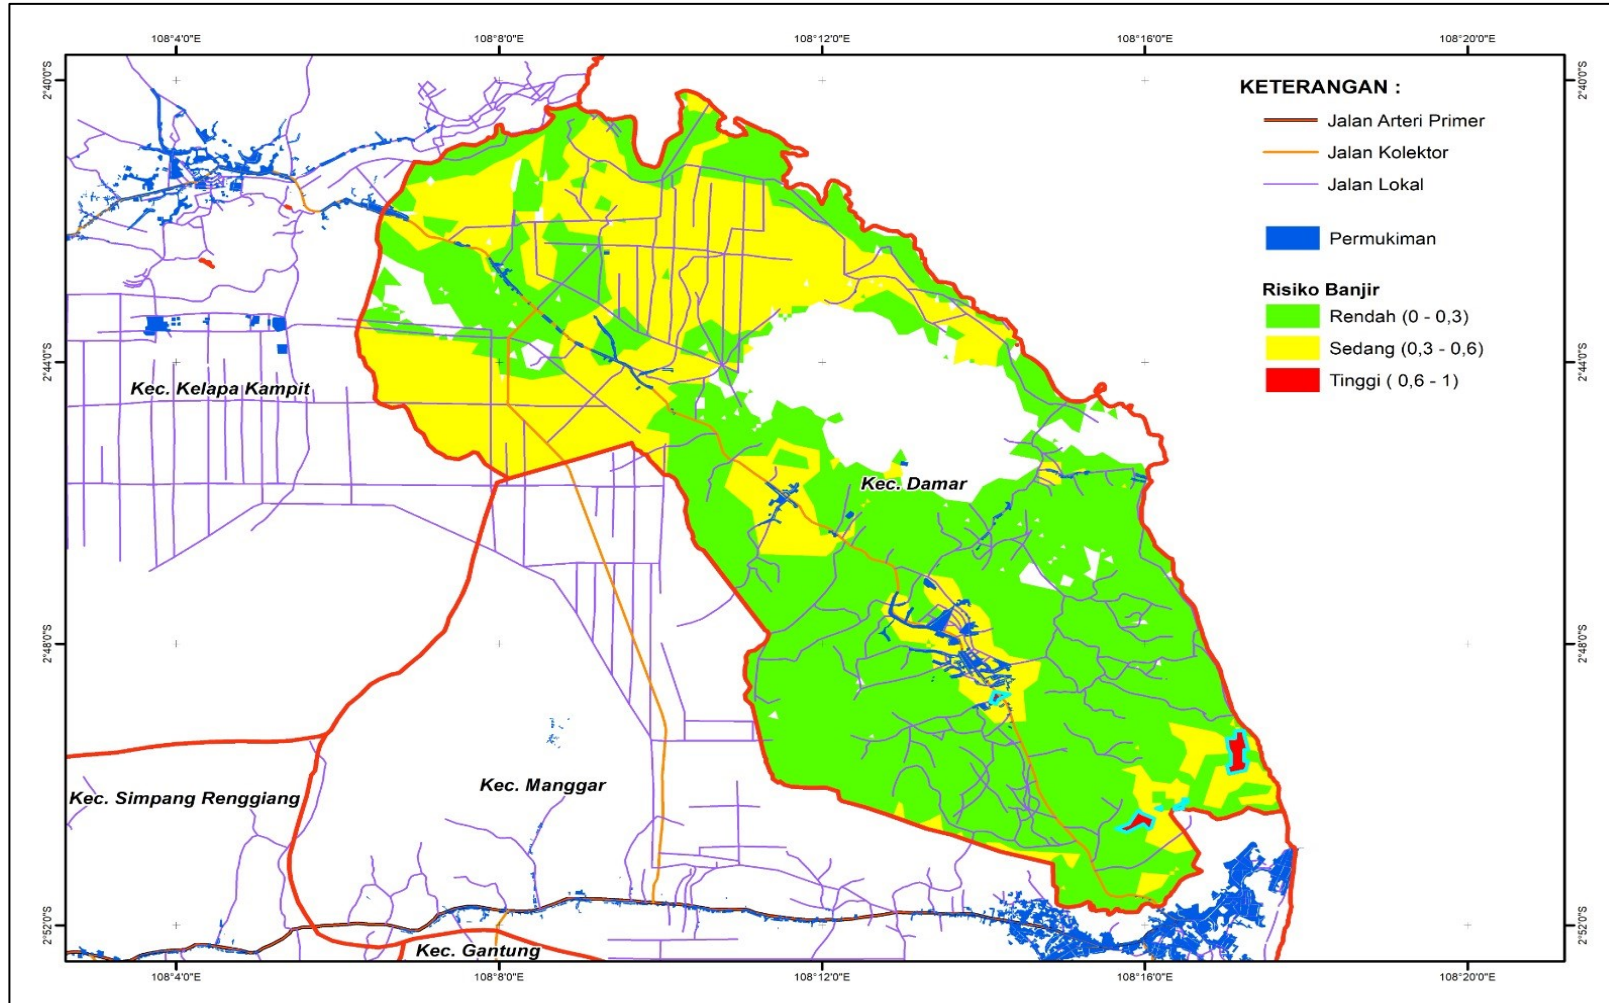 108°4'0"E 108°8'0"E 108°12'0"E 108°16'0"E 108°20'0"E
2°40'0"S 2°40'0"S
KETERANGAN :
Jalan Arteri Primer
Jalan Kolektor
Jalan Lokal
Permukiman
Risiko Banjir
Rendah (0 - 0,3)
Sedang (0,3 - 0,6)
Tinggi ( 0,6 - 1)
2°44'0"S 2°44'0"S
Kec. Kelapa Kampit
Kec. Damar
2°48'0"S 2°48'0"S
Kec. Manggar
Kec. Simpang Renggiang
2°52'0"S 2°52'0"S
Kec. Gantung
108°4'0"E 108°8'0"E 108°12'0"E 108°16'0"E 108°20'0"E